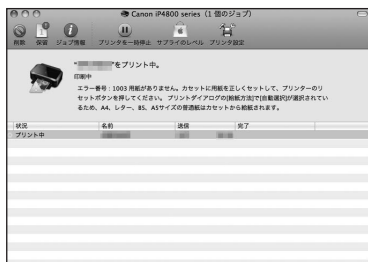 Canon iP4800 series (1 個のジョブ)
削除 保留 ジョブ情報 プリンタを一時停止 サプライのレベル プリンタ設定
“ ”をプリント中。
印刷中
エラー番号 : 1003 用紙がありません。カセットに用紙を正しくセットして、プリンターのリ
セットボタンを押してください。 プリントダイアログの[給紙方法]で[自動選択]が選択されてい
るため、A4、レター、B5、A5サイズの普通紙はカセットから給紙されます。
状況 名前 送信 完了
プリント中